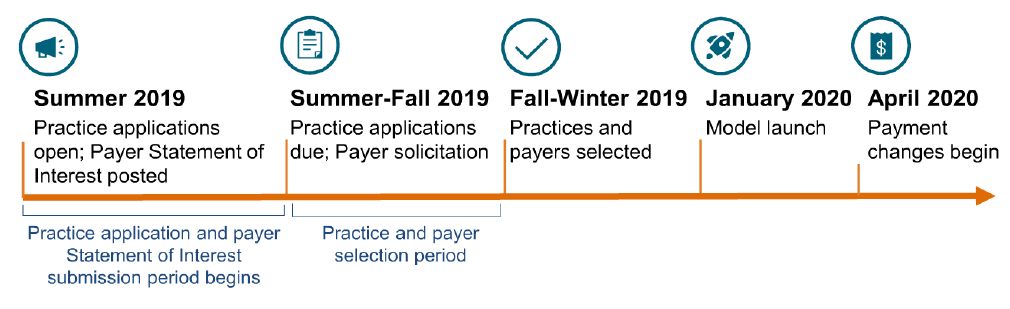 Summer 2019
Practice applications
open; Payer Statement of
Interest posted
Summer-Fall 2019
Practice applications
due; Payer solicitation
Fall-Winter 2019
Practices and
payers selected
January 2020
Model launch
April 2020
Payment
changes begin
Practice application and payer
Statement of Interest
submission period begins
Practice and payer
selection period
$